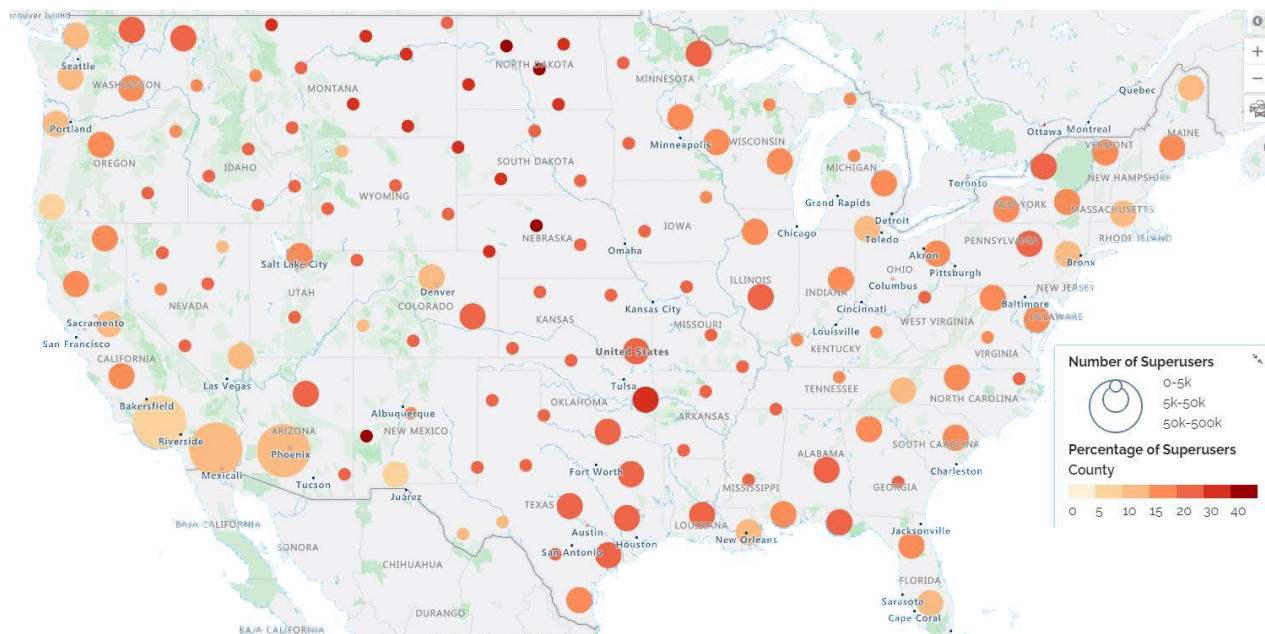 ncouver Island
Seattle
WASHINGTON
Portland
OREGON
IDAHO
MONTANA
NORTH DAKOTA
SOUTH DAKOTA
MINNESOTA
Minneapolis
WISCONSIN
MICHIGAN
Grand Rapids
Detroit
Toledo
Toronto
Ottawa
Montreal
Quebec
MAINE
VERMONT
NEW HAMPSHIRE
NEW YORK
MASSACHUSETTS
RHODE ISLAND
PENNSYLVANIA
Bronx
NEW JERSEY
Baltimore
DELAWARE
WYOMING
NEBRASKA
IOWA
Omaha
Chicago
Akron
Pittsburgh
OHIO
Columbus
INDIANA
Cincinnati
ILLINOIS
Salt Lake City
UTAH
NEVADA
Denver
COLORADO
KANSAS
Kansas City
MISSOURI
Louisville
KENTUCKY
WEST VIRGINIA
VIRGINIA
Sacramento
San Francisco
CALIFORNIA
Las Vegas
Bakersfield
Riverside
United States
Tulsa
OKLAHOMA
ARKANSAS
TENNESSEE
NORTH CAROLINA
SOUTH CAROLINA
Charleston
Albuquerque
NEW MEXICO
ARIZONA
Phoenix
Mexicali
Tucson
Juárez
Fort Worth
TEXAS
Austin
San Antonio
Houston
LOUISIANA
New Orleans
MISSISSIPPI
ALABAMA
GEORGIA
Jacksonville
FLORIDA
Sarasota
Cape Coral
BAJA CALIFORNIA
SONORA
CHIHUAHUA
DURANGO
BAJA CALIFORNIA
Number of Superusers
0-5k
5k-50k
50k-500k
Percentage of Superusers
County
0 5 10 15 20 30 40